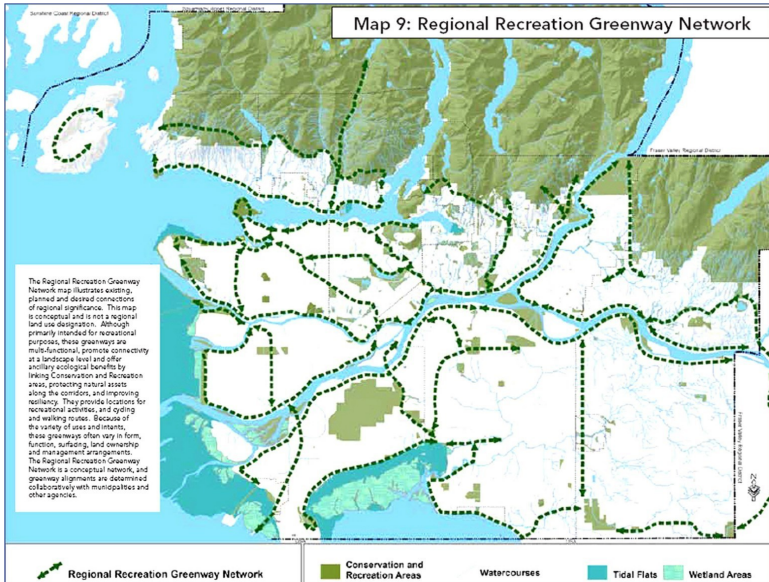 Map 9: Regional Recreation Greenway Network
Sunshine Coast Regional District
Fraser Valley Regional District
The Regional Recreation Greenway
Network map illustrates existing,
planned and desired connections
of regional significance. This map
is conceptual and is not a regional
land use designation. Although
primarily intended for recreational
purposes, these greenways are
multi-functional, promote connectivity
at a landscape level and offer
ancillary ecological benefits by
linking Conservation and Recreation
areas, protecting natural assets
along the corridors, and improving
resiliency. They provide locations for
recreational activities, and cycling
and walking routes. Because of
the variety of uses and intents,
these greenways often vary in form,
function, surfacing, land ownership
and management arrangements.
The Regional Recreation Greenway
Network is a conceptual network, and
greenway alignments are determined
collaboratively with municipalities and
other agencies.
Fraser Valley Regional District
Regional Recreation Greenway Network
Conservation and
Recreation Areas
Watercourses
Tidal Flats
Wetland Areas